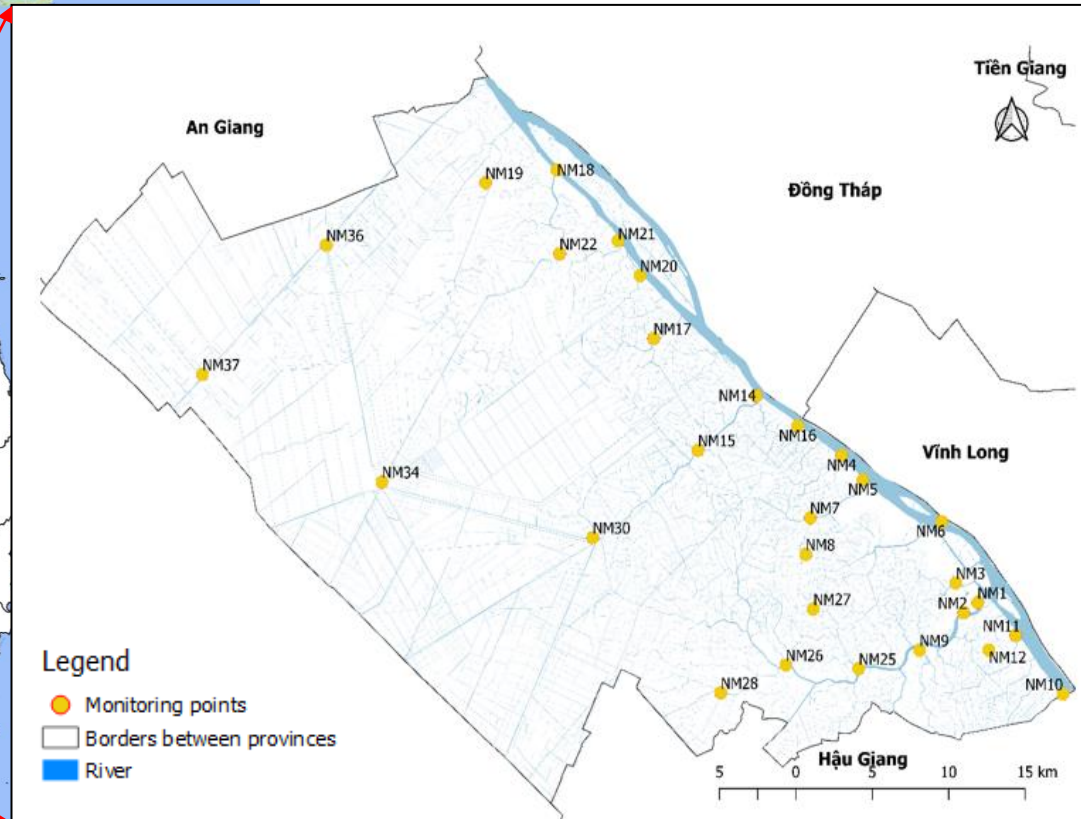 Tiền Giang
An Giang
NM18
NM19
Đồng Tháp
NM36
NM21
NM22
NM20
NM17
NM37
NM14
NM16
NM15
Vĩnh Long
NM4
NM34
NM5
NM7
NM30
NM6
NM8
NM3
NM1
NM2
NM27
NM11
NM9
NM12
Legend
NM26
NM25
NM28
NM10
Monitoring points
Borders between provinces
Hậu Giang
River
5 0 5 10 15 km